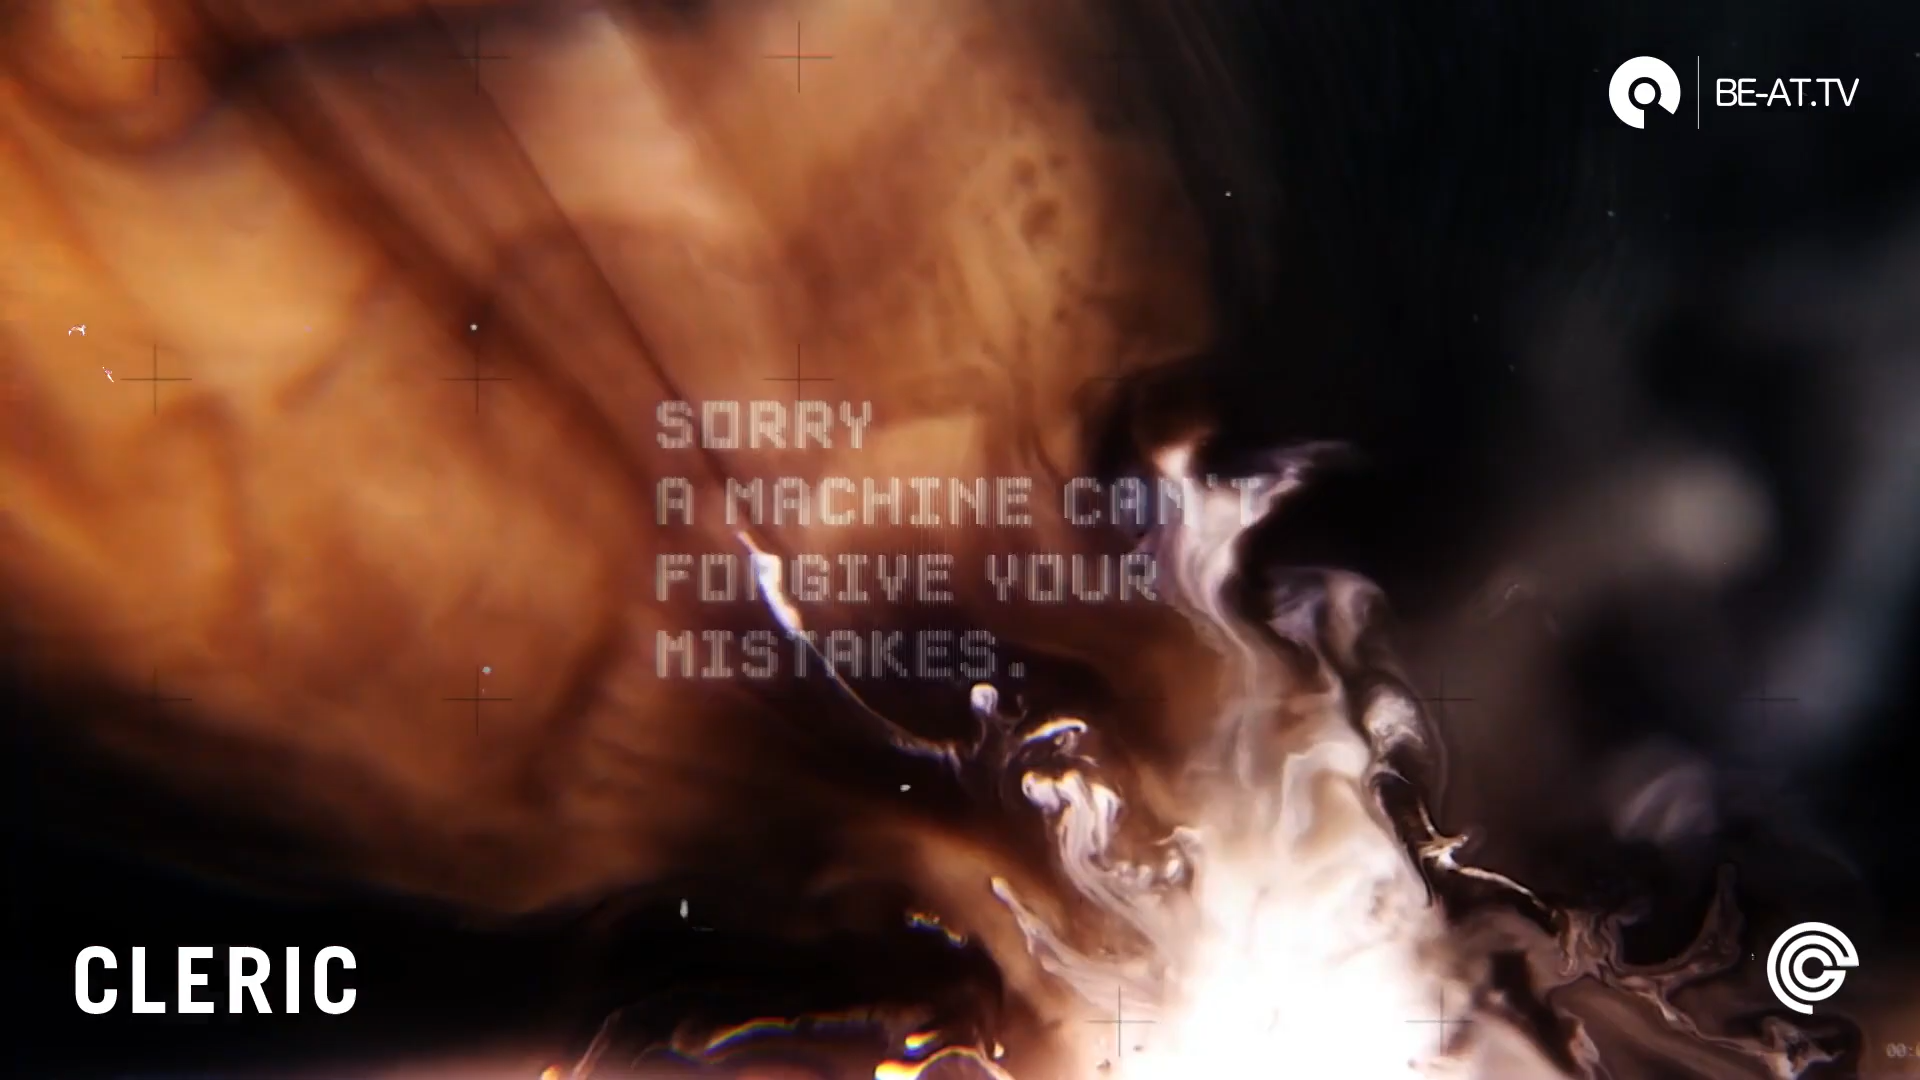 BE-AT.TV
SORRY
A MACHINE CAN'T
FORGIVE YOUR
MISTAKES.
CLERIC